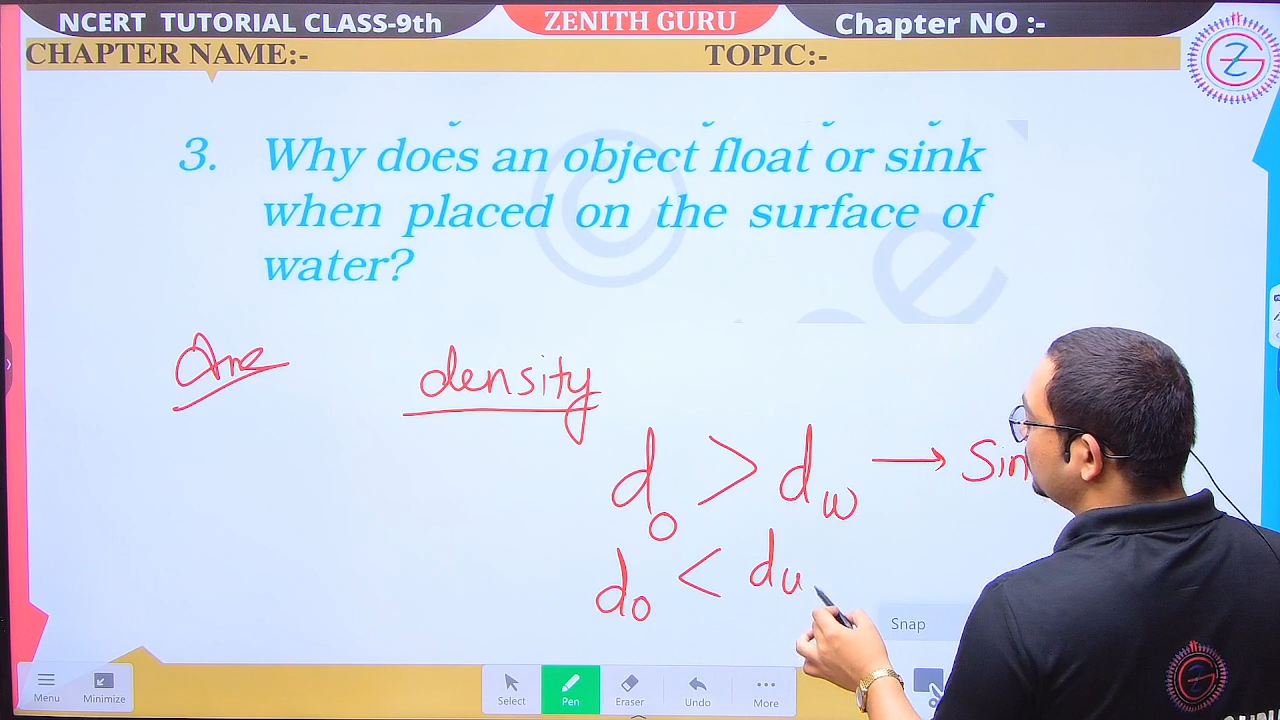 NCERT TUTORIAL CLASS-9th
ZENITH GURU
Chapter NO :-
CHAPTER NAME:-
TOPIC:-
3. Why does an object float or sink
when placed on the surface of
water?
Ans
density
do > dw → Sin
do < du
Snap
Menu
Minimize
Select
Pen
Eraser
Undo
More